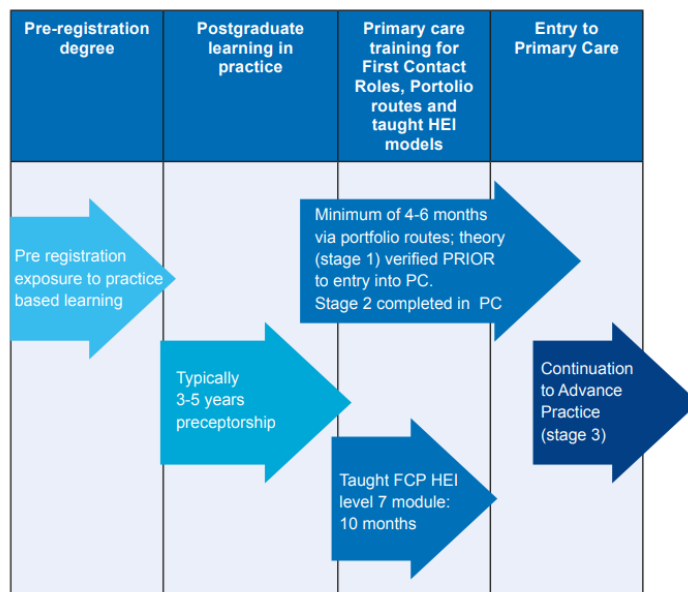 Pre-registration
degree
Postgraduate
learning in
practice
Primary care
training for
First Contact
Roles, Portolio
routes and
taught HEI
models
Entry to
Primary Care
Pre registration
exposure to practice
based learning
Minimum of 4-6 months
via portfolio routes; theory
(stage 1) verified PRIOR
to entry into PC.
Stage 2 completed in PC
Typically
3-5 years
preceptorship
Continuation
to Advance
Practice
(stage 3)
Taught FCP HEI
level 7 module:
10 months